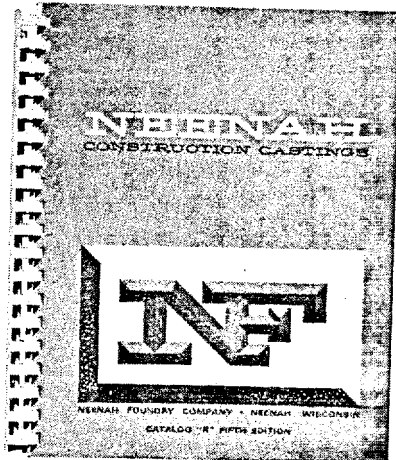 NEENAH
CONSTRUCTION CASTINGS
NF
NEENAH FOUNDRY COMPANY • NEENAH, WISCONSIN
CATALOG "R" FIFTH EDITION